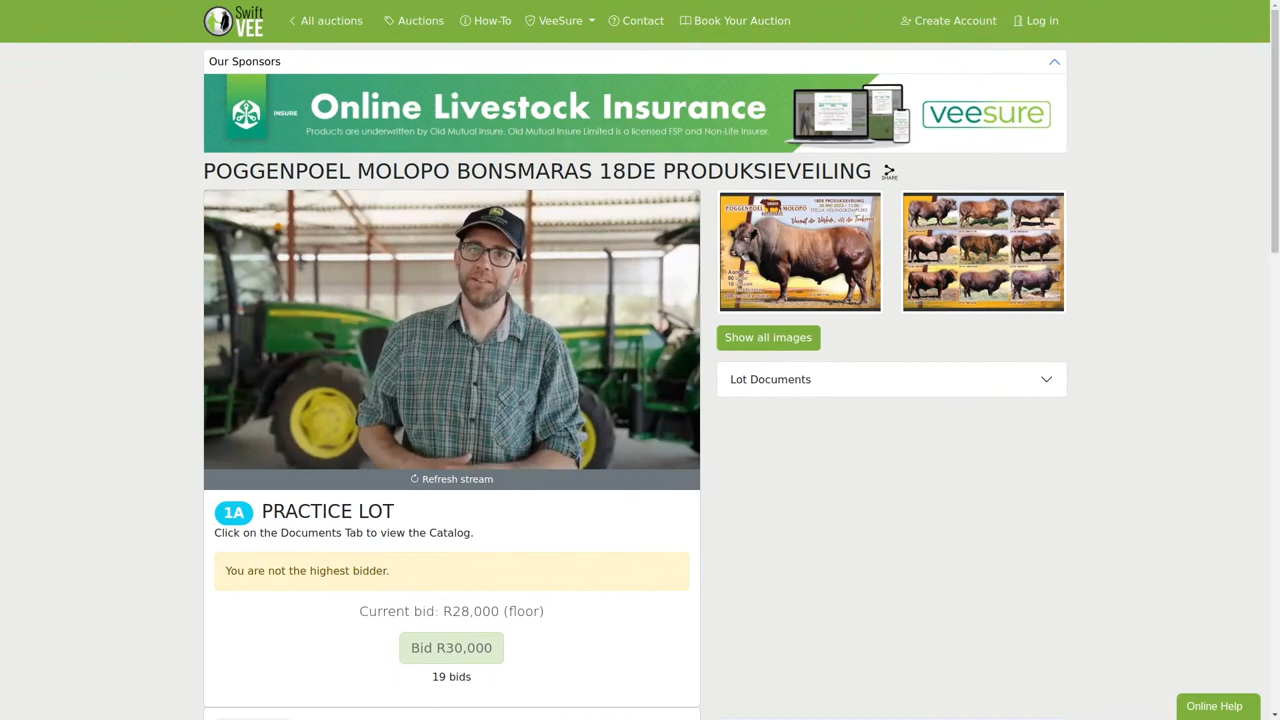 Swift
VEE
All auctions
Auctions
How-To
VeeSure
Contact
Book Your Auction
Create Account
Log in
Our Sponsors
INSURE
Online Livestock Insurance
Products are underwritten by Old Mutual Insure. Old Mutual Insure Limited is a licensed FSP and Non-Life Insurer.
veesure
POGGENPOEL MOLOPO BONSMARAS 18DE PRODUKSIEVEILING
SHARE
POGGENPOEL MOLOPO
18DE PRODUKSIEVEILING
Show all images
Lot Documents
Refresh stream
1A PRACTICE LOT
Click on the Documents Tab to view the Catalog.
You are not the highest bidder.
Current bid: R28,000 (floor)
Bid R30,000
19 bids
Online Help